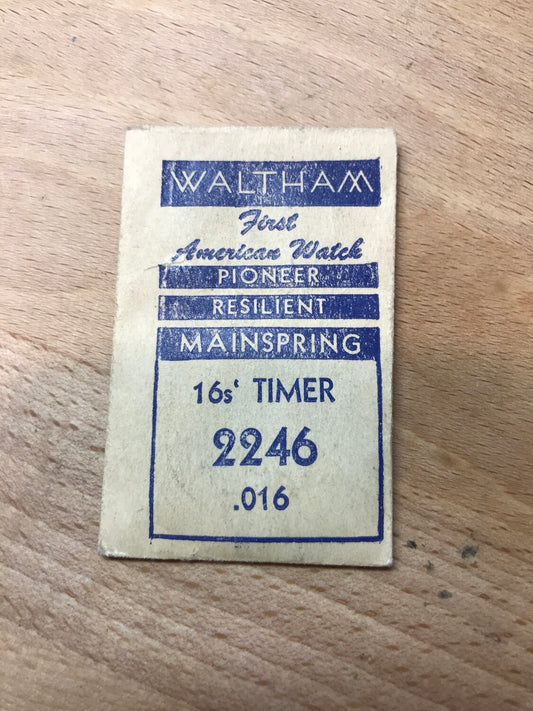 WALTHAM
First
American Watch
PIONEER
RESILIENT
MAINSPRING
16s' TIMER
2246
.016